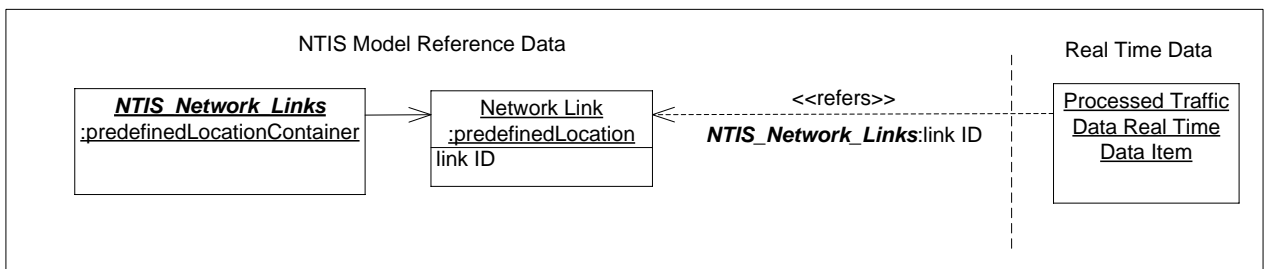 NTIS Model Reference Data
Real Time Data
NTIS_Network_Links
:predefinedLocationContainer
Network Link
:predefinedLocation
link ID
<<refers>>
NTIS_Network_Links:link ID
Processed Traffic
Data Real Time
Data Item